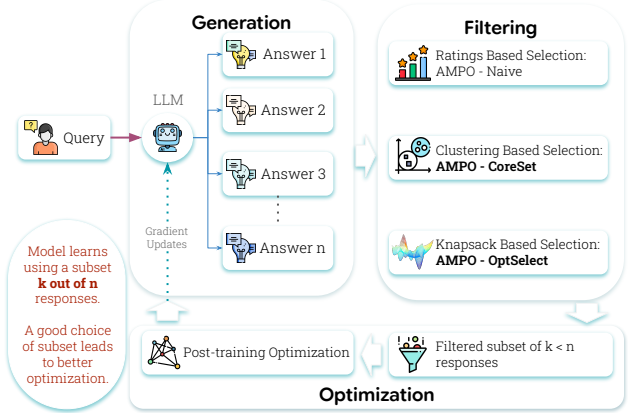 Generation
Filtering
Query
LLM
Answer 1
Answer 2
Answer 3
Answer n
Gradient
Updates
Ratings Based Selection:
AMPO - Naive
Clustering Based Selection:
AMPO - CoreSet
Knapsack Based Selection:
AMPO - OptSelect
Model learns
using a subset
k out of n
responses.
A good choice
of subset leads
to better
optimization.
Post-training Optimization
Filtered subset of k < n
responses
Optimization